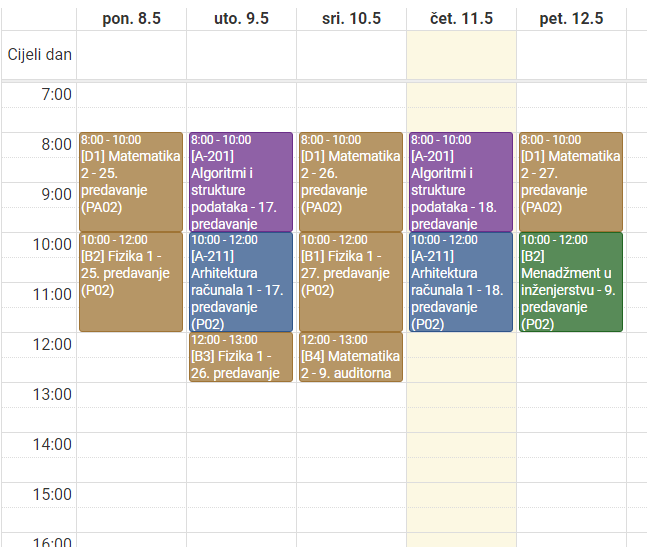 pon. 8.5
uto. 9.5
sri. 10.5
čet. 11.5
pet. 12.5
Cijeli dan
7:00
8:00
9:00
10:00
11:00
12:00
13:00
14:00
15:00
16:00
8:00 - 10:00
[D1] Matematika
2 - 25.
predavanje
(PA02)
10:00 - 12:00
[B2] Fizika 1 -
25. predavanje
(P02)
8:00 - 10:00
[A-201]
Algoritmi i
strukture
podataka - 17.
predavanje
10:00 - 12:00
[A-211]
Arhitektura
računala 1 - 17.
predavanje
(P02)
12:00 - 13:00
[B3] Fizika 1 -
26. predavanje
8:00 - 10:00
[D1] Matematika
2 - 26.
predavanje
(PA02)
10:00 - 12:00
[B1] Fizika 1 -
27. predavanje
(P02)
12:00 - 13:00
[B4] Matematika
2 - 9. auditorna
8:00 - 10:00
[A-201]
Algoritmi i
strukture
podataka - 18.
predavanje
10:00 - 12:00
[A-211]
Arhitektura
računala 1 - 18.
predavanje
(P02)
8:00 - 10:00
[D1] Matematika
2 - 27.
predavanje
(PA02)
10:00 - 12:00
[B2]
Menadžment u
inženjerstvu - 9.
predavanje
(P02)